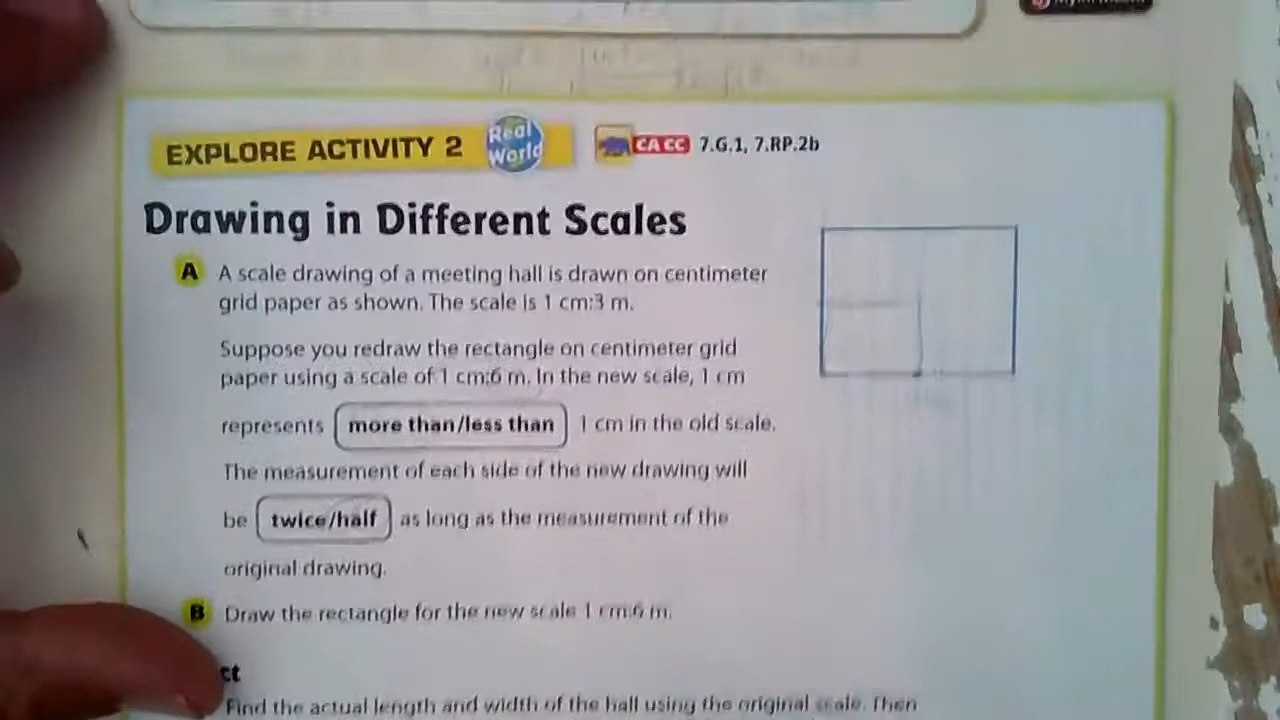 EXPLORE ACTIVITY 2 Real World CA CC 7.G.1, 7.RP.2b
Drawing in Different Scales
A A scale drawing of a meeting hall is drawn on centimeter
grid paper as shown. The scale is 1 cm:3 m.
Suppose you redraw the rectangle on centimeter grid
paper using a scale of 1 cm:6 m. In the new scale, 1 cm
represents more than/less than 1 cm in the old scale.
The measurement of each side of the new drawing will
be twice/half as long as the measurement of the
original drawing.
B Draw the rectangle for the new scale 1 cm:6 m.
ct
Find the actual length and width of the hall using the original scale. Then